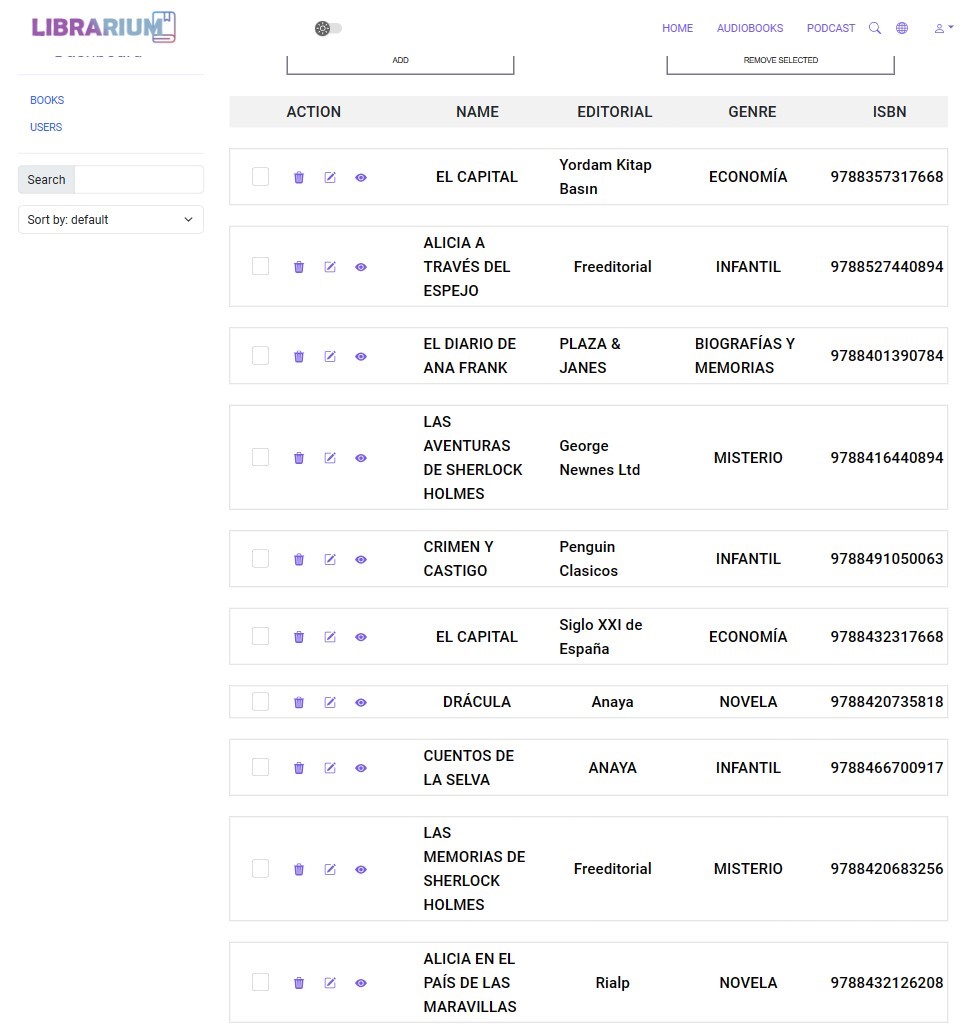 LIBRARIUM
HOME
AUDIOBOOKS
PODCAST
Dashboard
ADD
REMOVE SELECTED
BOOKS
USERS
Search
Sort by: default
ACTION NAME EDITORIAL GENRE ISBN
EL CAPITAL
Yordam Kitap
Basın
ECONOMÍA
9788357317668
ALICIA A
TRAVÉS DEL
ESPEJO
Freeditorial
INFANTIL
9788527440894
EL DIARIO DE
ANA FRANK
PLAZA &
JANES
BIOGRAFÍAS Y
MEMORIAS
9788401390784
LAS
AVENTURAS
DE SHERLOCK
HOLMES
George
Newnes Ltd
MISTERIO
9788416440894
CRIMEN Y
CASTIGO
Penguin
Clasicos
INFANTIL
9788491050063
EL CAPITAL
Siglo XXI de
España
ECONOMÍA
9788432317668
DRÁCULA
Anaya
NOVELA
9788420735818
CUENTOS DE
LA SELVA
ANAYA
INFANTIL
9788466700917
LAS
MEMORIAS DE
SHERLOCK
HOLMES
Freeditorial
MISTERIO
9788420683256
ALICIA EN EL
PAÍS DE LAS
MARAVILLAS
Rialp
NOVELA
9788432126208